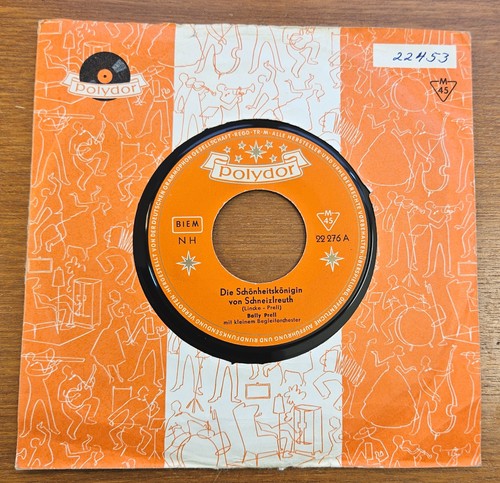 polydor
22453
M
45
polydor
BIEM
NH
M
45
22 276 A
Die Schönheitskönigin
von Schneizlreuth
(Lincke - Prell)
Bally Prell
mit kleinem Begleitorchester